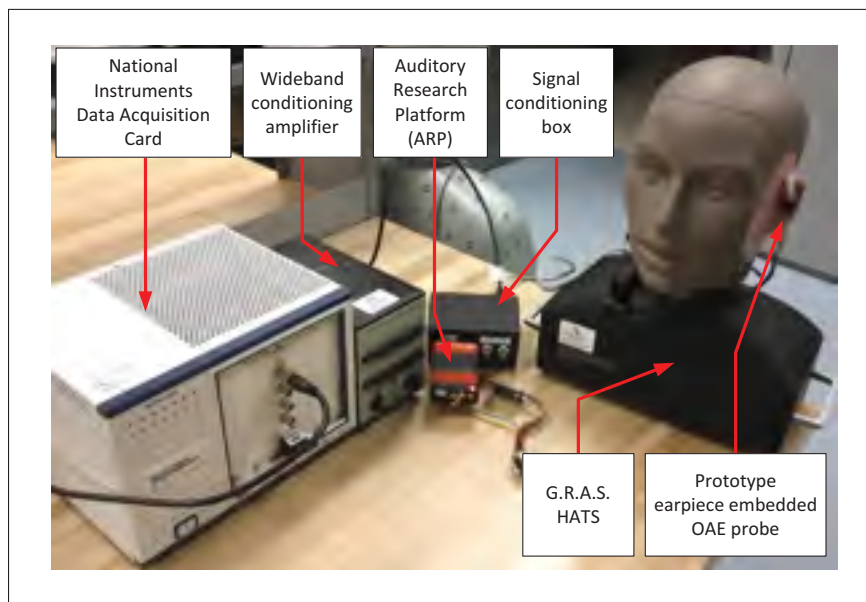 National
Instruments
Data Acquisition
Card
Wideband
conditioning
amplifier
Auditory
Research
Platform
(ARP)
Signal
conditioning
box
G.R.A.S.
HATS
Prototype
earpiece embedded
OAE probe